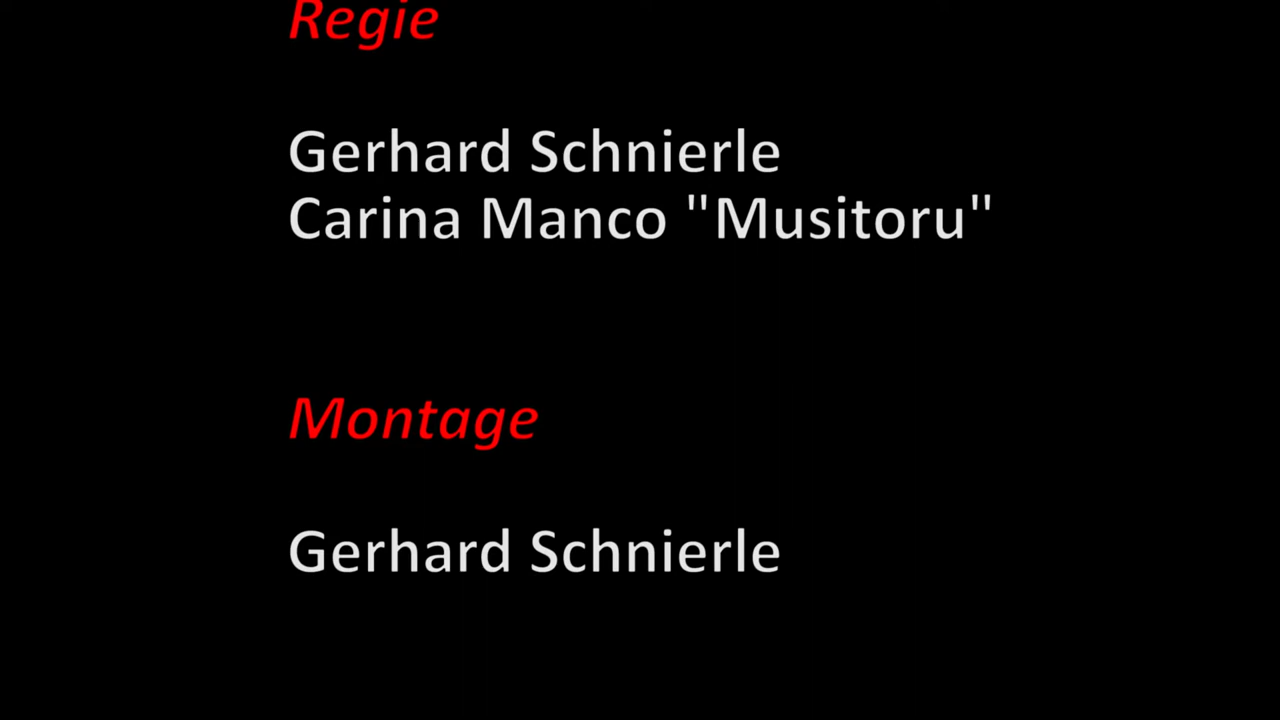 Regie
Gerhard Schnierle
Carina Manco "Musitoru"
Montage
Gerhard Schnierle